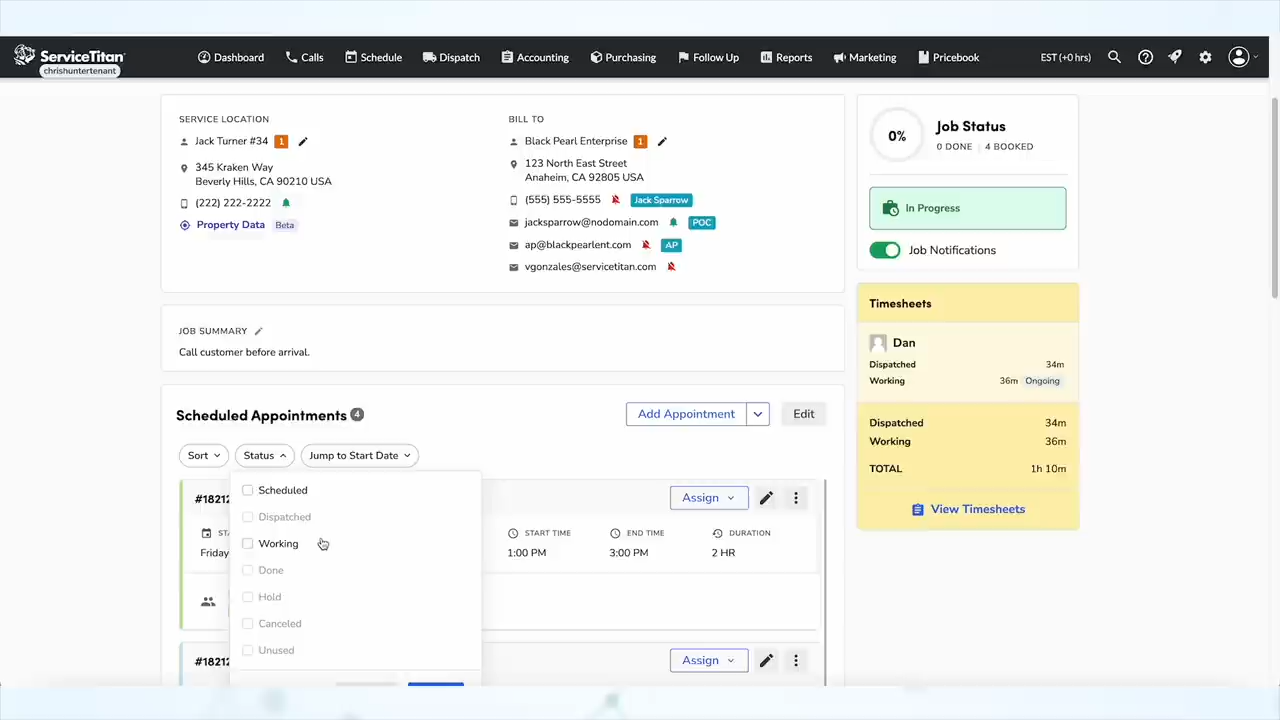 ServiceTitan
chrishuntertenant
Dashboard
Calls
Schedule
Dispatch
Accounting
Purchasing
Follow Up
Reports
Marketing
Pricebook
EST (+0 hrs)
SERVICE LOCATION
Jack Turner #34 1
345 Kraken Way
Beverly Hills, CA 90210 USA
(222) 222-2222
Property Data Beta
BILL TO
Black Pearl Enterprise 1
123 North East Street
Anaheim, CA 92805 USA
(555) 555-5555 Jack Sparrow
jacksparrow@nodomain.com POC
ap@blackpearlent.com AP
vgonzales@servicetitan.com
0%
Job Status
0 DONE | 4 BOOKED
In Progress
Job Notifications
Timesheets
Dan
Dispatched 34m
Working 36m Ongoing
Dispatched 34m
Working 36m
TOTAL 1h 10m
View Timesheets
JOB SUMMARY
Call customer before arrival.
Scheduled Appointments 4
Add Appointment
Edit
Sort
Status
Jump to Start Date
Scheduled
Dispatched
Working
Done
Hold
Canceled
Unused
#18212
Assign
START TIME
END TIME
DURATION
Friday
1:00 PM
3:00 PM
2 HR
#18212
Assign